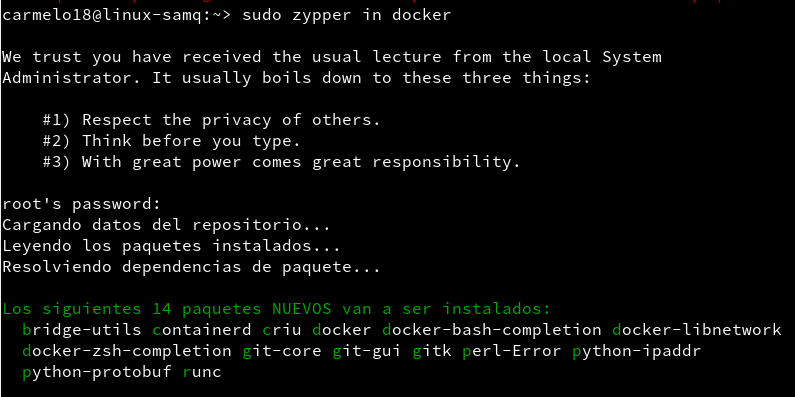 carmelo18@linux-samq:~> sudo zypper in docker
We trust you have received the usual lecture from the local System
Administrator. It usually boils down to these three things:
#1) Respect the privacy of others.
#2) Think before you type.
#3) With great power comes great responsibility.
root's password:
Cargando datos del repositorio...
Leyendo los paquetes instalados...
Resolviendo dependencias de paquete...
Los siguientes 14 paquetes NUEVOS van a ser instalados:
bridge-utils containerd criu docker docker-bash-completion docker-libnetwork
docker-zsh-completion git-core git-gui gitk perl-Error python-ipaddr
python-protobuf runc